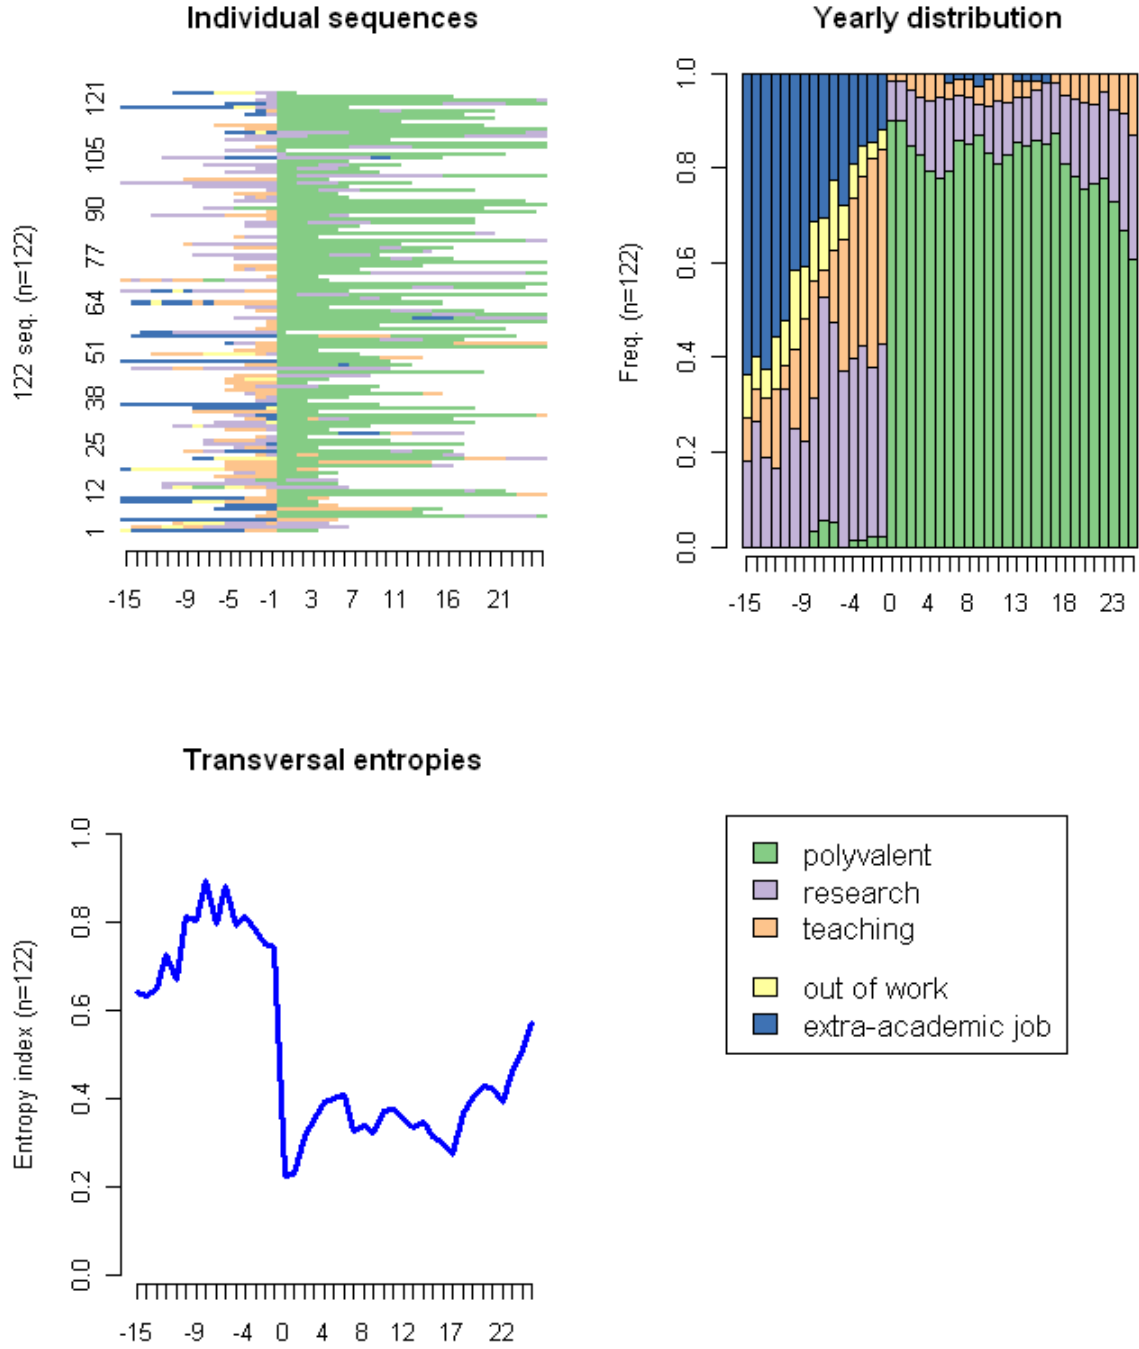 Individual sequences
122 seq. (n=122)
1 12 25 38 51 64 77 90 105 121
-15 -9 -5 -1 3 7 11 16 21
Yearly distribution
Freq. (n=122)
0.0 0.2 0.4 0.6 0.8 1.0
-15 -9 -4 0 4 8 13 18 23
Transversal entropies
Entropy index (n=122)
0.0 0.2 0.4 0.6 0.8 1.0
-15 -9 -4 0 4 8 12 17 22
polyvalent
research
teaching
out of work
extra-academic job